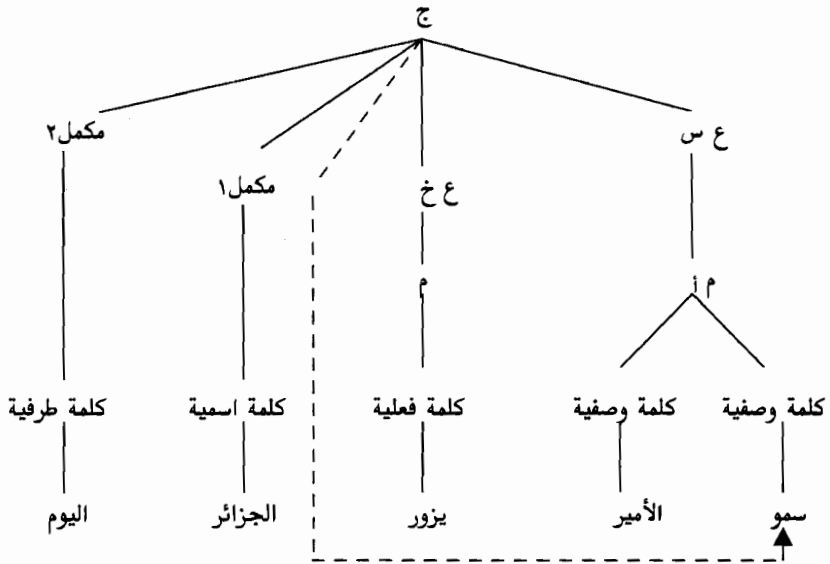 ج
ع س مكمل٢
ع خ مكمل١
م أ م
كلمة وصفية كلمة وصفية كلمة فعلية كلمة اسمية كلمة طرفية
سمو الأمير يزور الجزائر اليوم